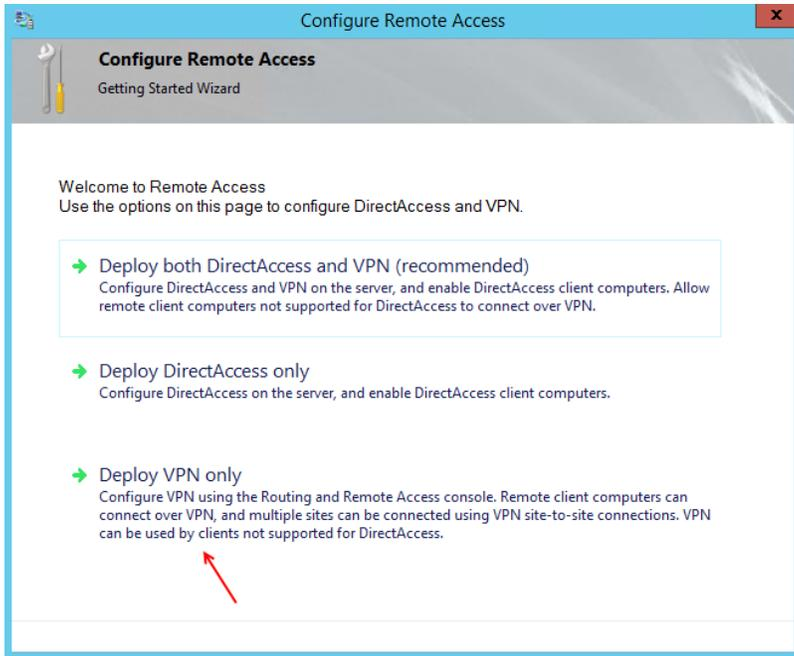 Configure Remote Access
x
Configure Remote Access
Getting Started Wizard
Welcome to Remote Access
Use the options on this page to configure DirectAccess and VPN.
Deploy both DirectAccess and VPN (recommended)
Configure DirectAccess and VPN on the server, and enable DirectAccess client computers. Allow
remote client computers not supported for DirectAccess to connect over VPN.
Deploy DirectAccess only
Configure DirectAccess on the server, and enable DirectAccess client computers.
Deploy VPN only
Configure VPN using the Routing and Remote Access console. Remote client computers can
connect over VPN, and multiple sites can be connected using VPN site-to-site connections. VPN
can be used by clients not supported for DirectAccess.